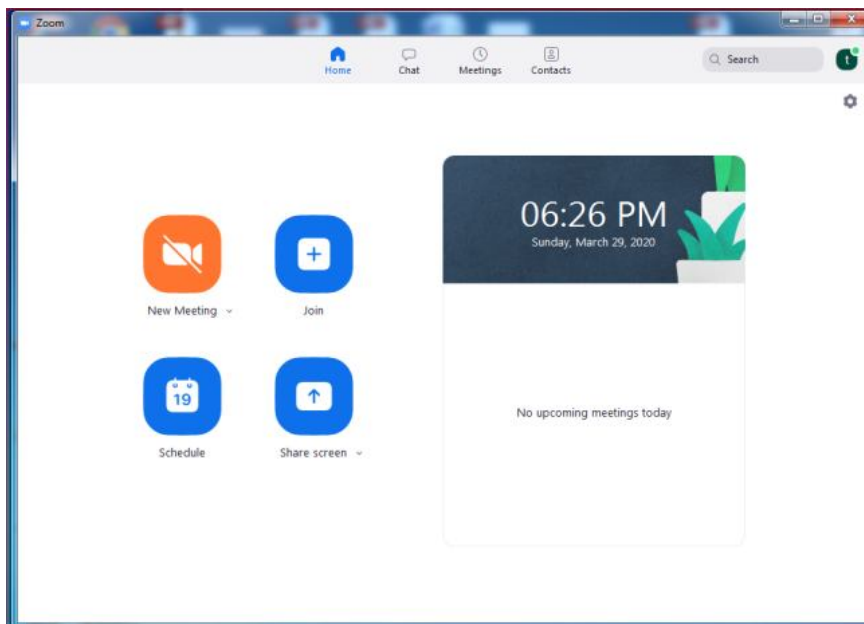 Zoom
Home
Chat
Meetings
Contacts
Search
t
06:26 PM
Sunday, March 29, 2020
New Meeting
Join
19
Schedule
Share screen
No upcoming meetings today